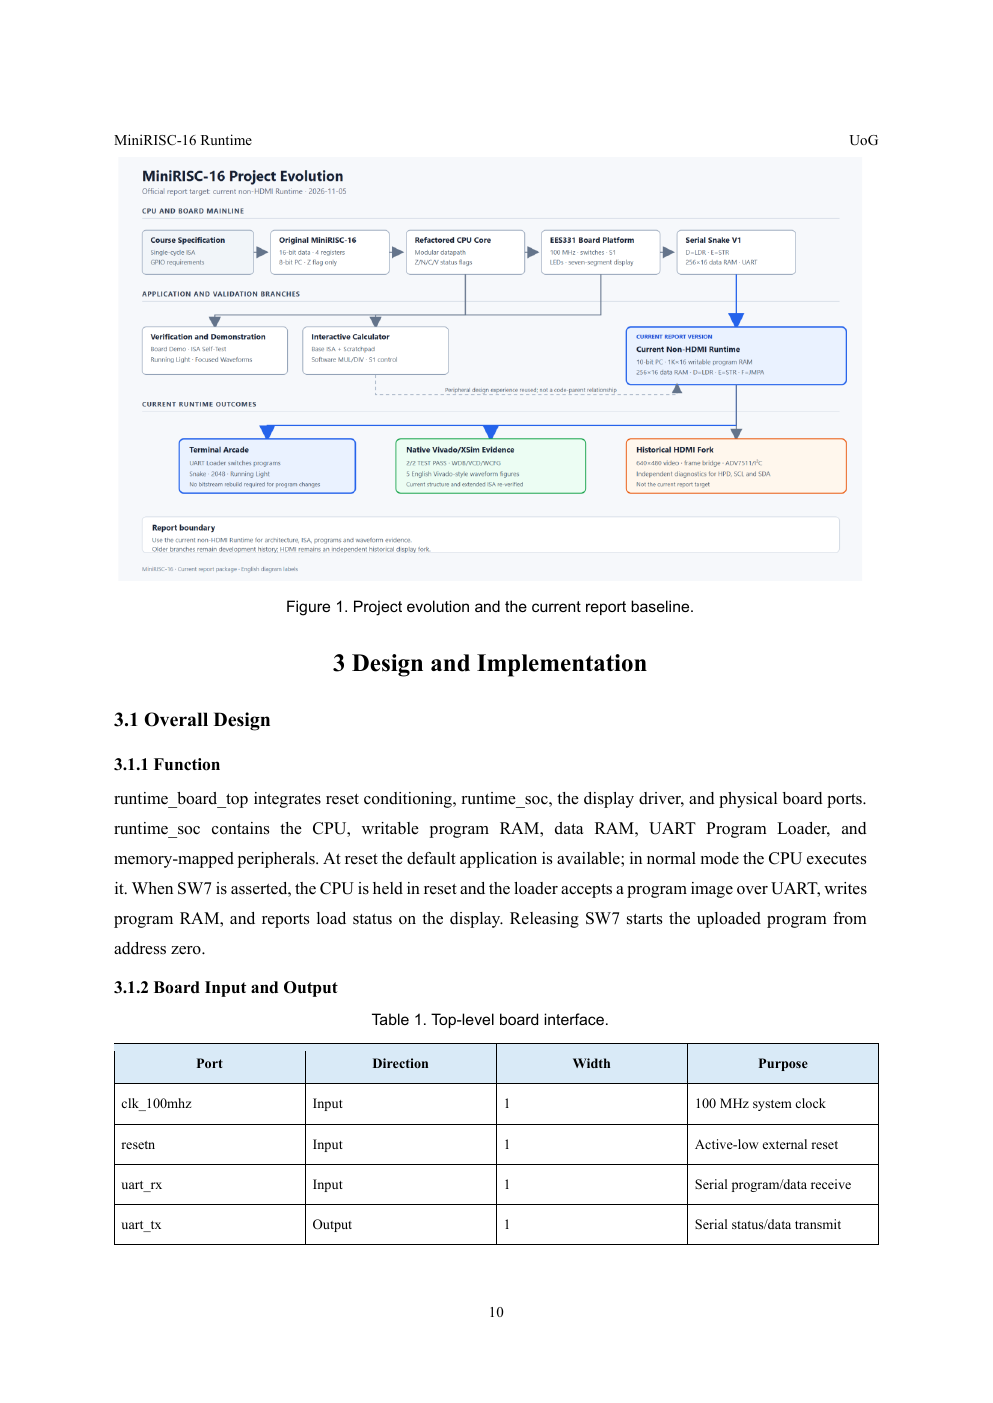 MiniRISC-16 Runtime UoG
MiniRISC-16 Project Evolution
Official report target: current non-HDMI Runtime · 2026-11-05
CPU AND BOARD MAINLINE
Course Specification
Single-cycle ISA
GPIO requirements
Original MiniRISC-16
16-bit data · 4 registers
8-bit PC · Z flag only
Refactored CPU Core
Modular datapath
Z/N/C/V status flags
EES331 Board Platform
100 MHz · switches · S1
LEDs · seven-segment display
Serial Snake V1
D=LDR · E=STR
256×16 data RAM · UART
APPLICATION AND VALIDATION BRANCHES
Verification and Demonstration
Board Demo · ISA Self-Test
Running Light · Focused Waveforms
Interactive Calculator
Base ISA + Scratchpad
Software MUL/DIV · S1 control
CURRENT REPORT VERSION
Current Non-HDMI Runtime
10-bit PC · 1K×16 writable program RAM
256×16 data RAM · D=LDR · E=STR · F=JMPA
Peripheral design experience reused; not a code-parent relationship
CURRENT RUNTIME OUTCOMES
Terminal Arcade
UART Loader switches programs
Snake · 2048 · Running Light
No bitstream rebuild required for program changes
Native Vivado/XSim Evidence
2/2 TEST PASS · WDB/VCD/WCFG
5 English Vivado-style waveform figures
Current structure and extended ISA re-verified
Historical HDMI Fork
640×480 video · frame bridge · ADV7511/I²C
Independent diagnostics for HPD, SCL and SDA
Not the current report target
Report boundary
Use the current non-HDMI Runtime for architecture, ISA, programs and waveform evidence.
Older branches remain development history; HDMI remains an independent historical display fork.
MiniRISC-16 · Current report package · English diagram labels
Figure 1. Project evolution and the current report baseline.
3 Design and Implementation
3.1 Overall Design
3.1.1 Function
runtime_board_top integrates reset conditioning, runtime_soc, the display driver, and physical board ports.
runtime_soc contains the CPU, writable program RAM, data RAM, UART Program Loader, and
memory-mapped peripherals. At reset the default application is available; in normal mode the CPU executes
it. When SW7 is asserted, the CPU is held in reset and the loader accepts a program image over UART, writes
program RAM, and reports load status on the display. Releasing SW7 starts the uploaded program from
address zero.
3.1.2 Board Input and Output
Table 1. Top-level board interface.
Port Direction Width Purpose
clk_100mhz Input 1 100 MHz system clock
resetn Input 1 Active-low external reset
uart_rx Input 1 Serial program/data receive
uart_tx Output 1 Serial status/data transmit
10